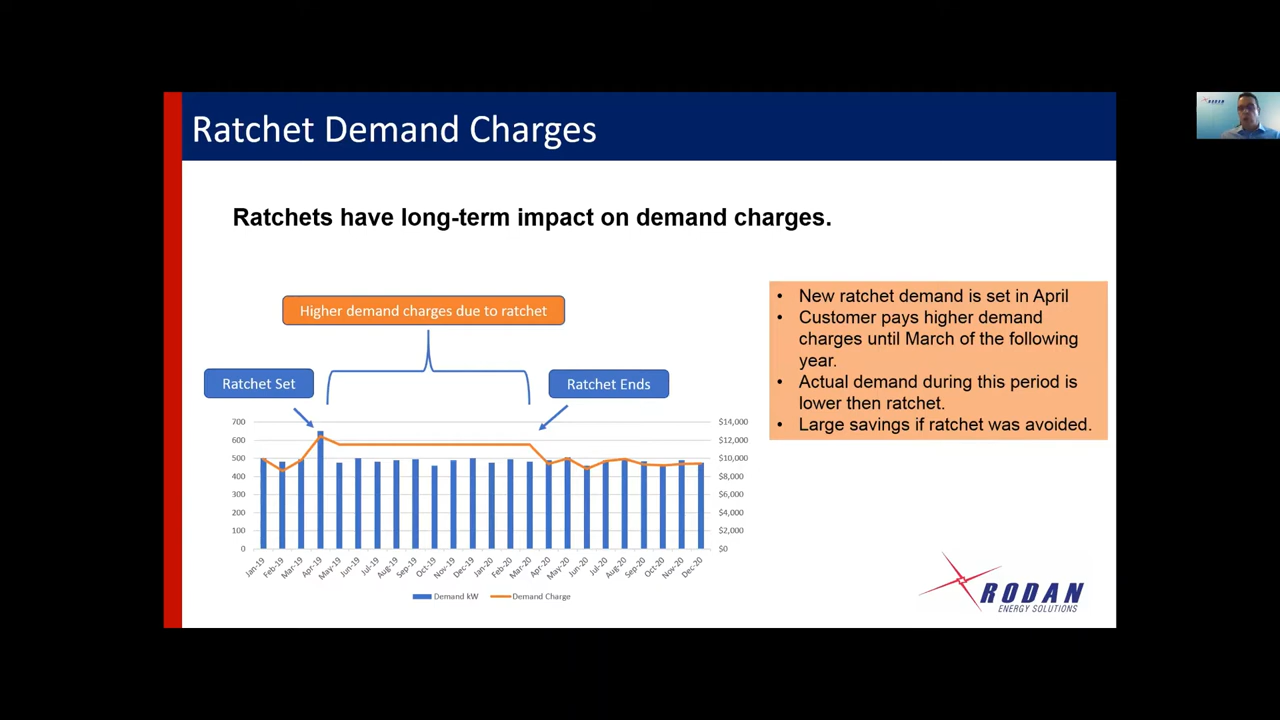 Ratchet Demand Charges
RODAN
Ratchets have long-term impact on demand charges.
Higher demand charges due to ratchet
Ratchet Set
Ratchet Ends
• New ratchet demand is set in April
• Customer pays higher demand
charges until March of the following
year.
• Actual demand during this period is
lower then ratchet.
• Large savings if ratchet was avoided.
700
600
500
400
300
200
100
0
$14,000
$12,000
$10,000
$8,000
$6,000
$4,000
$2,000
$0
Jan-19
Feb-19
Mar-19
Apr-19
May-19
Jun-19
Jul-19
Aug-19
Sep-19
Oct-19
Nov-19
Dec-19
Jan-20
Feb-20
Mar-20
Apr-20
May-20
Jun-20
Jul-20
Aug-20
Sep-20
Oct-20
Nov-20
Dec-20
Demand kW
Demand Charge
RODAN
ENERGY SOLUTIONS